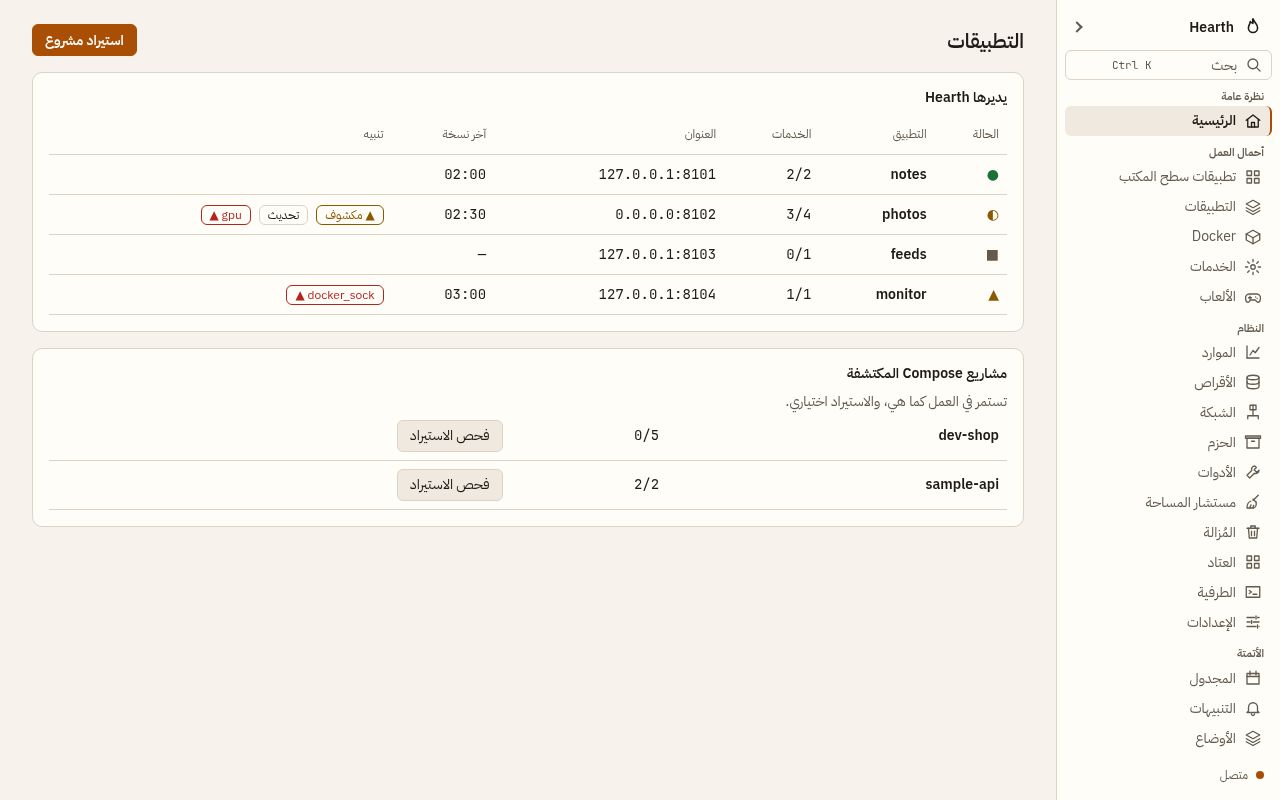 Hearth
بحث Ctrl K
نظرة عامة
الرئيسية
أحمال العمل
تطبيقات سطح المكتب
التطبيقات
Docker
الخدمات
الألعاب
النظام
الموارد
الأقراص
الشبكة
الحزم
الأدوات
مستشار المساحة
المُزالة
العتاد
الطرفية
الإعدادات
الأتمتة
المجدول
التنبيهات
الأوضاع
متصل
التطبيقات
استيراد مشروع
يديرها Hearth
الحالة التطبيق الخدمات العنوان آخر نسخة تنبيه
notes 2/2 127.0.0.1:8101 02:00
photos 3/4 0.0.0.0:8102 02:30 ▲ مكشوف تحديث ▲ gpu
feeds 0/1 127.0.0.1:8103 —
monitor 1/1 127.0.0.1:8104 03:00 ▲ docker_sock
مشاريع Compose المكتشفة
تستمر في العمل كما هي، والاستيراد اختياري.
dev-shop 0/5 فحص الاستيراد
sample-api 2/2 فحص الاستيراد